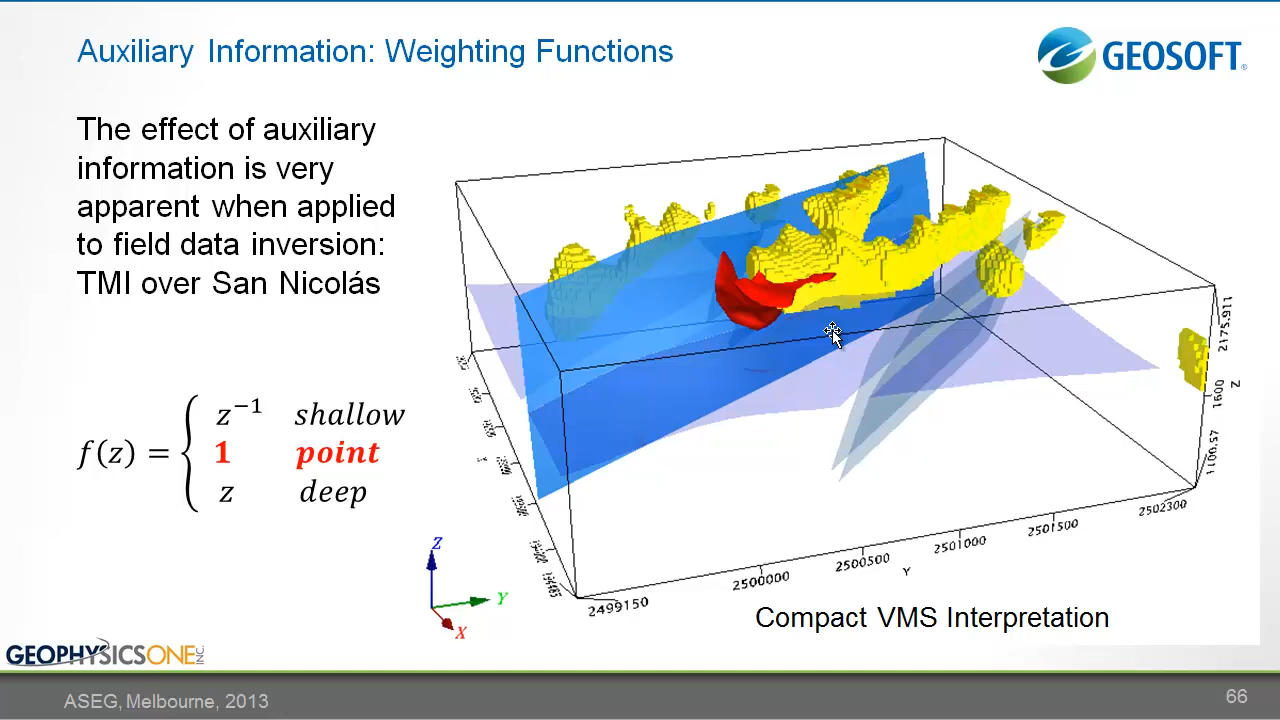 Auxiliary Information: Weighting Functions
GEOSOFT
The effect of auxiliary
information is very
apparent when applied
to field data inversion:
TMI over San Nicolás
f(z) = { z⁻¹ shallow
1 point
z deep
2175.911
Z
1600
1100.57
2499150
2500000
2500500
Y
2501000
2501500
2502300
Z
Y
X
Compact VMS Interpretation
GEOPHYSICSONE INC.
ASEG, Melbourne, 2013
66